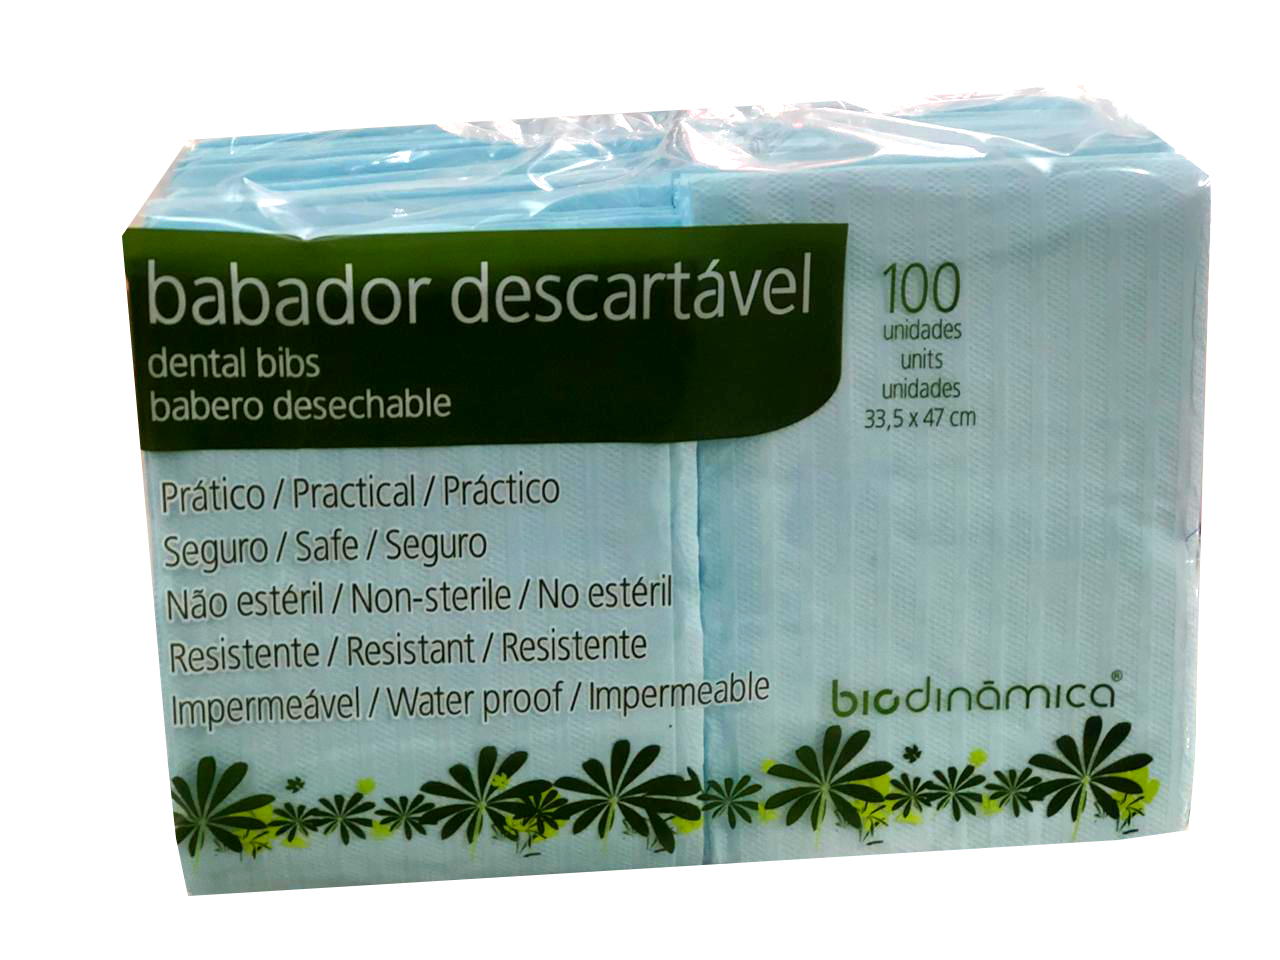 babador descartável
dental bibs
babero desechable
100
unidades
units
unidades
33,5 x 47 cm
Prático / Practical / Práctico
Seguro / Safe / Seguro
Não estéril / Non-sterile / No estéril
Resistente / Resistant / Resistente
Impermeável / Water proof / Impermeable
biodinâmica®